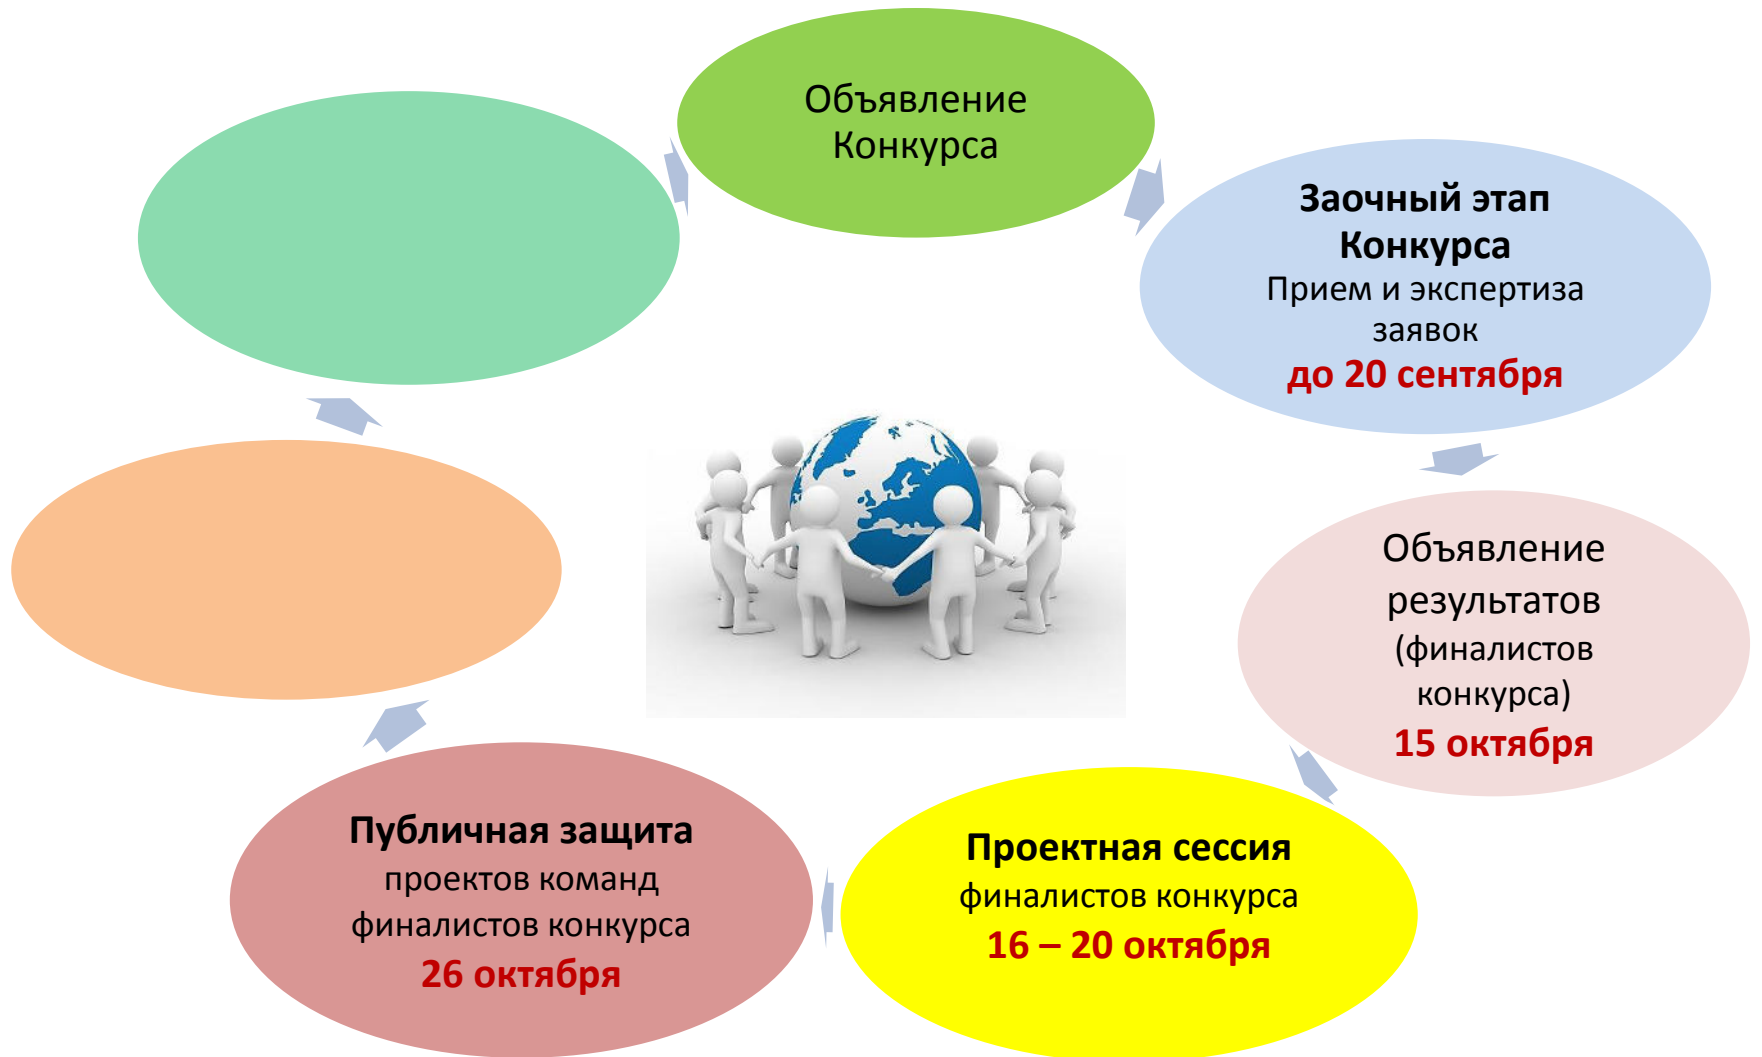 Объявление
Конкурса
Заочный этап
Конкурса
Прием и экспертиза
заявок
до 20 сентября
Объявление
результатов
(финалистов
конкурса)
15 октября
Проектная сессия
финалистов конкурса
16 – 20 октября
Публичная защита
проектов команд
финалистов конкурса
26 октября